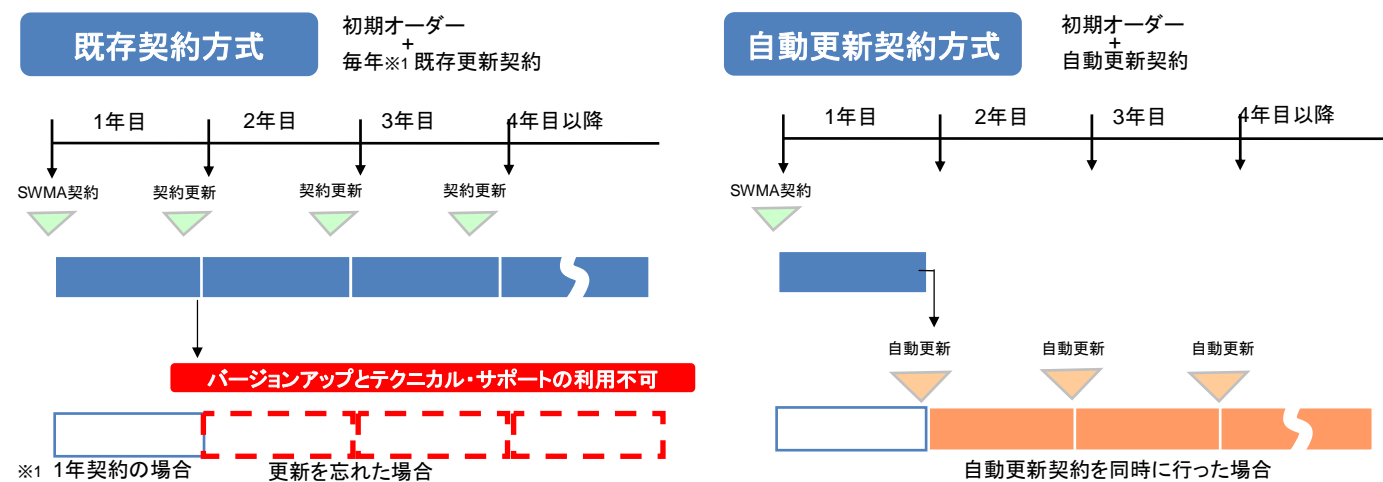 既存契約方式
初期オーダー
+
毎年※1 既存更新契約
1年目
2年目
3年目
4年目以降
SWMA契約
契約更新
契約更新
契約更新
バージョンアップとテクニカル・サポートの利用不可
※1 1年契約の場合
更新を忘れた場合
自動更新契約方式
初期オーダー
+
自動更新契約
1年目
2年目
3年目
4年目以降
SWMA契約
自動更新
自動更新
自動更新
自動更新契約を同時に行った場合